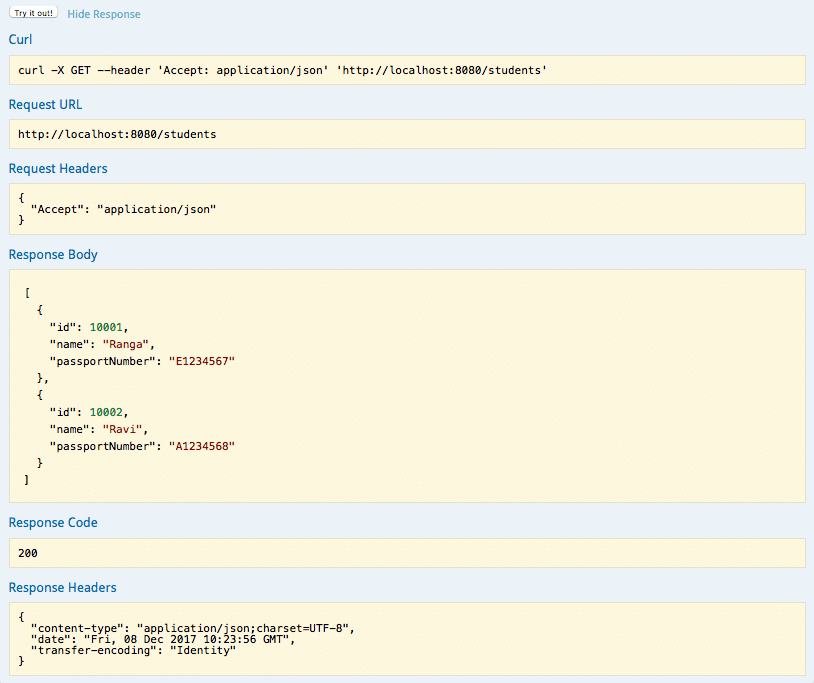 Try it out! Hide Response
Curl
curl -X GET --header 'Accept: application/json' 'http://localhost:8080/students'
Request URL
http://localhost:8080/students
Request Headers
{
  "Accept": "application/json"
}
Response Body
[
  {
    "id": 10001,
    "name": "Ranga",
    "passportNumber": "E1234567"
  },
  {
    "id": 10002,
    "name": "Ravi",
    "passportNumber": "A1234568"
  }
]
Response Code
200
Response Headers
{
  "content-type": "application/json;charset=UTF-8",
  "date": "Fri, 08 Dec 2017 10:23:56 GMT",
  "transfer-encoding": "Identity"
}